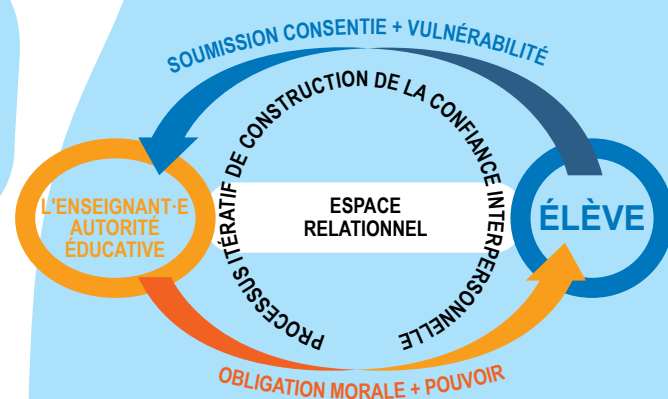 SOUMISSION CONSENTIE + VULNÉRABILITÉ
PROCESSUS ITÉRATIF DE CONSTRUCTION DE LA CONFIANCE INTERPERSONNELLE
L'ENSEIGNANT·E
AUTORITÉ
ÉDUCATIVE
ESPACE
RELATIONNEL
ÉLÈVE
OBLIGATION MORALE + POUVOIR